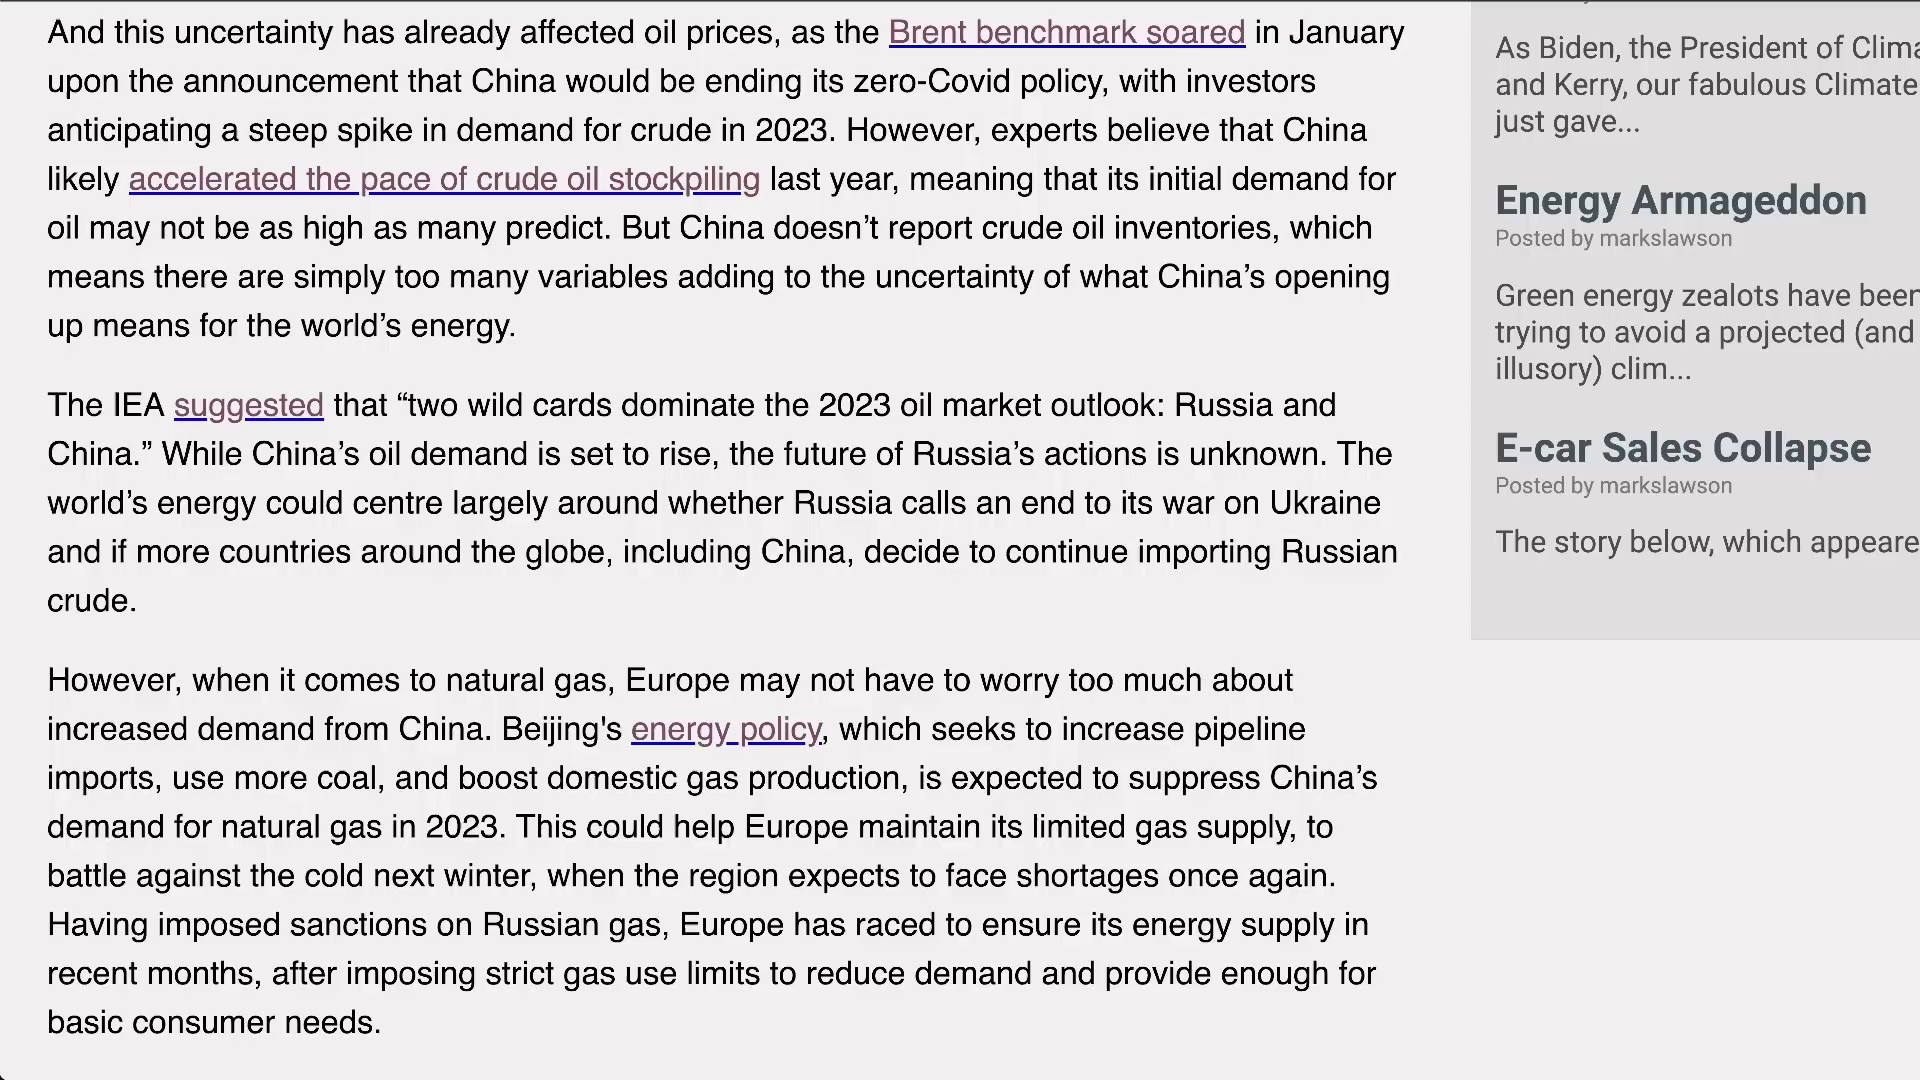 And this uncertainty has already affected oil prices, as the Brent benchmark soared in January
upon the announcement that China would be ending its zero-Covid policy, with investors
anticipating a steep spike in demand for crude in 2023. However, experts believe that China
likely accelerated the pace of crude oil stockpiling last year, meaning that its initial demand for
oil may not be as high as many predict. But China doesn’t report crude oil inventories, which
means there are simply too many variables adding to the uncertainty of what China’s opening
up means for the world’s energy.
The IEA suggested that “two wild cards dominate the 2023 oil market outlook: Russia and
China.” While China’s oil demand is set to rise, the future of Russia’s actions is unknown. The
world’s energy could centre largely around whether Russia calls an end to its war on Ukraine
and if more countries around the globe, including China, decide to continue importing Russian
crude.
However, when it comes to natural gas, Europe may not have to worry too much about
increased demand from China. Beijing's energy policy, which seeks to increase pipeline
imports, use more coal, and boost domestic gas production, is expected to suppress China’s
demand for natural gas in 2023. This could help Europe maintain its limited gas supply, to
battle against the cold next winter, when the region expects to face shortages once again.
Having imposed sanctions on Russian gas, Europe has raced to ensure its energy supply in
recent months, after imposing strict gas use limits to reduce demand and provide enough for
basic consumer needs.
As Biden, the President of Clima
and Kerry, our fabulous Climate
just gave...
Energy Armageddon
Posted by markslawson
Green energy zealots have been
trying to avoid a projected (and
illusory) clim...
E-car Sales Collapse
Posted by markslawson
The story below, which appeare